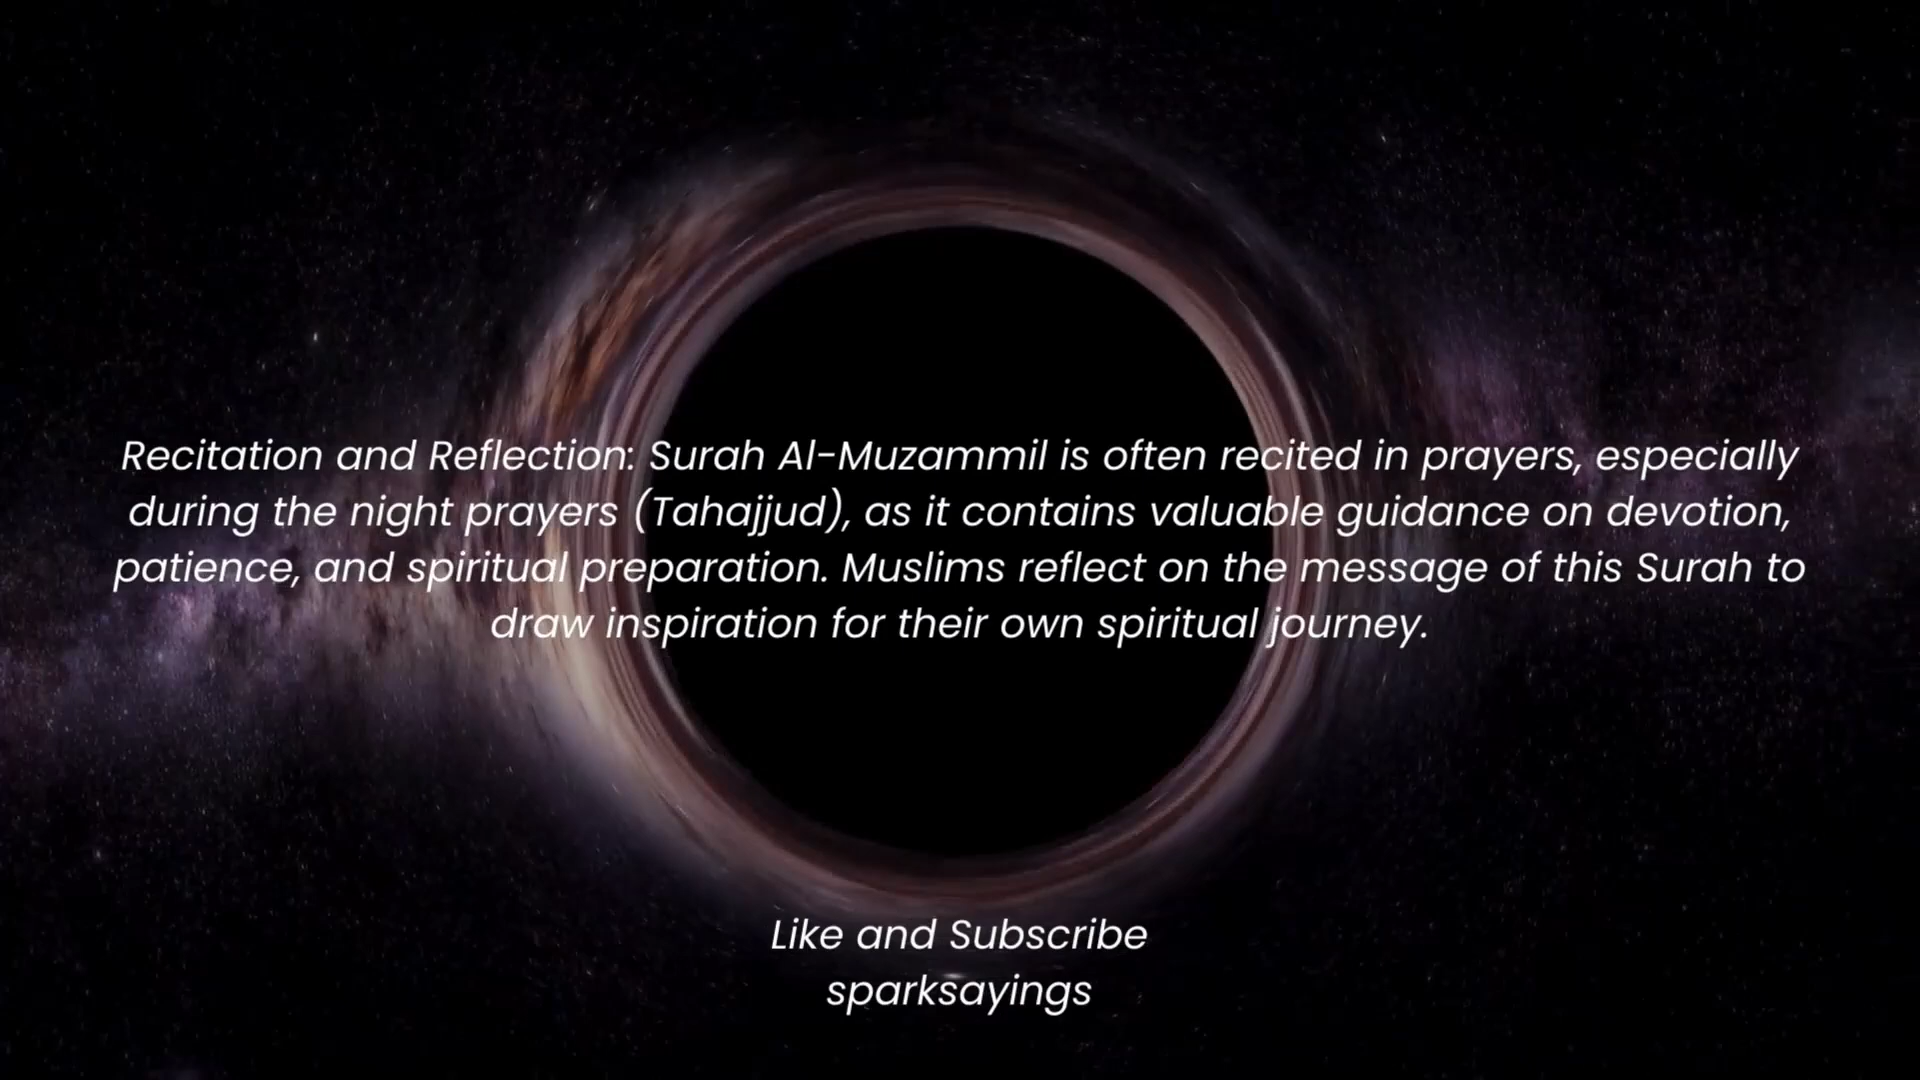 Recitation and Reflection: Surah Al-Muzammil is often recited in prayers, especially
during the night prayers (Tahajjud), as it contains valuable guidance on devotion,
patience, and spiritual preparation. Muslims reflect on the message of this Surah to
draw inspiration for their own spiritual journey.
Like and Subscribe
sparksayings